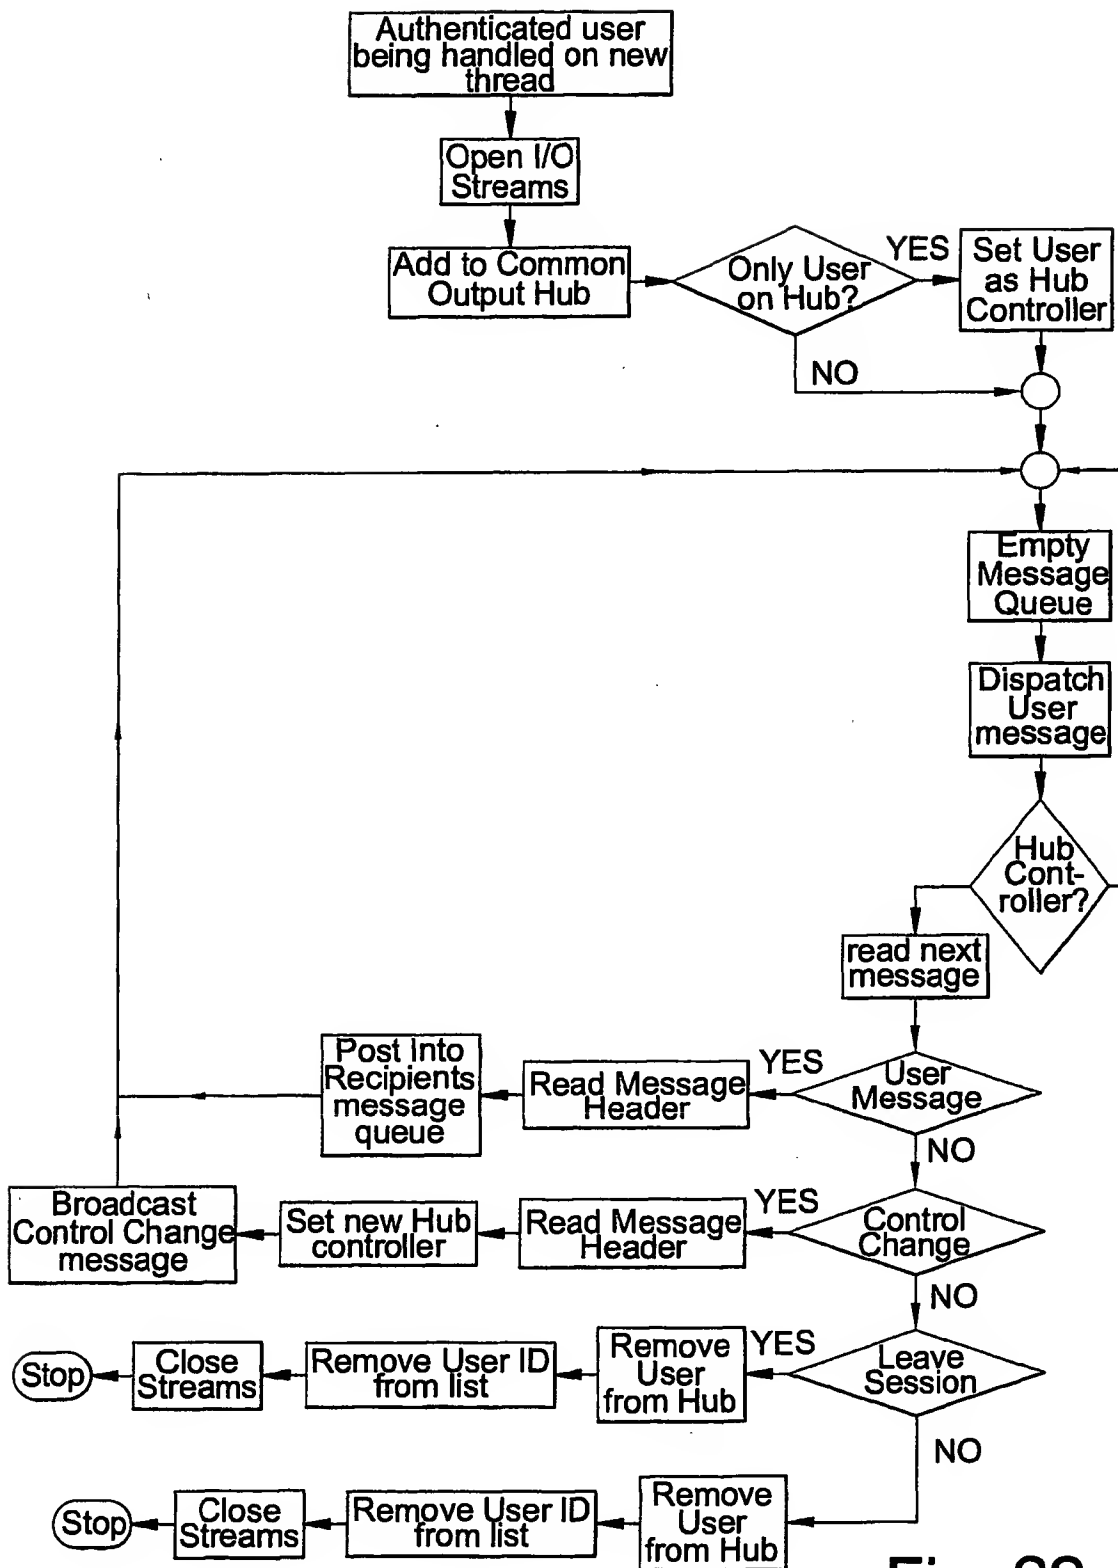 Authenticated user
being handled on new
thread
Open I/O
Streams
Add to Common
Output Hub
Only User
on Hub?
YES
Set User
as Hub
Controller
NO
Empty
Message
Queue
Dispatch
User
message
Hub
Cont-
roller?
read next
message
User
Message
YES
Read Message
Header
Post Into
Recipients
message
queue
NO
Control
Change
YES
Read Message
Header
Set new Hub
controller
Broadcast
Control Change
message
NO
Leave
Session
YES
Remove
User
from Hub
Remove User ID
from list
Close
Streams
Stop
NO
Remove
User
from Hub
Remove User ID
from list
Close
Streams
Stop